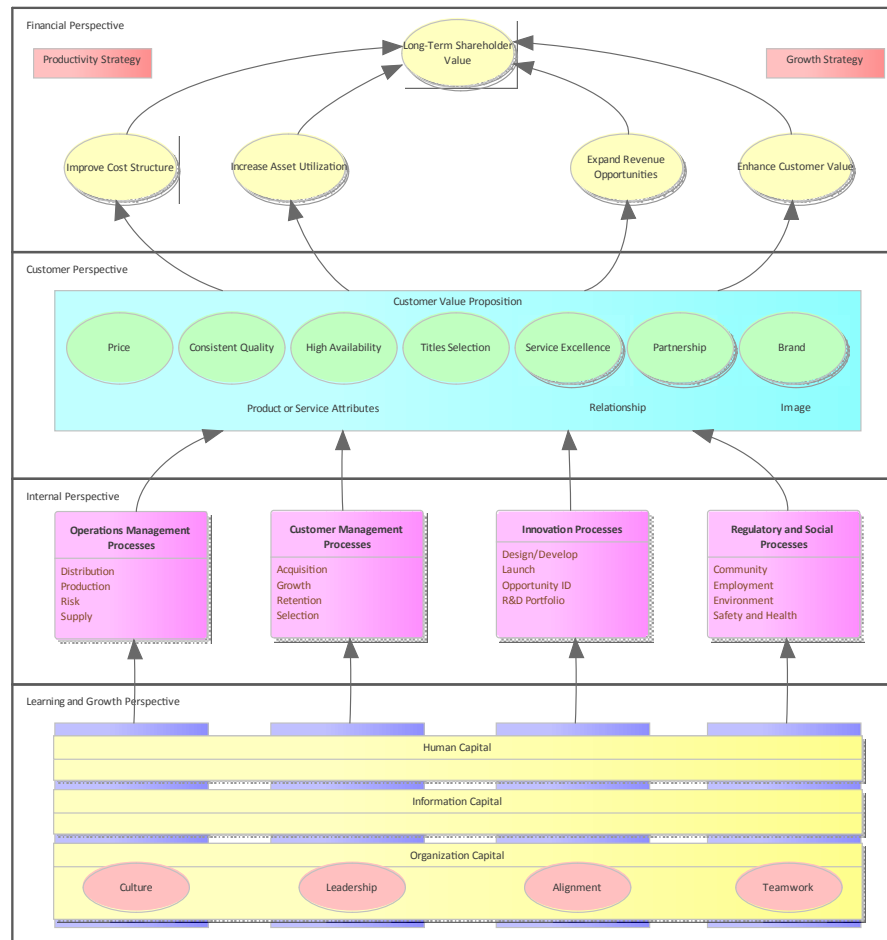 Financial Perspective
Productivity Strategy
Long-Term Shareholder
Value
Growth Strategy
Improve Cost Structure
Increase Asset Utilization
Expand Revenue
Opportunities
Enhance Customer Value
Customer Perspective
Customer Value Proposition
Price
Consistent Quality
High Availability
Titles Selection
Service Excellence
Partnership
Brand
Product or Service Attributes
Relationship
Image
Internal Perspective
Operations Management
Processes
Distribution
Production
Risk
Supply
Customer Management
Processes
Acquisition
Growth
Retention
Selection
Innovation Processes
Design/Develop
Launch
Opportunity ID
R&D Portfolio
Regulatory and Social
Processes
Community
Employment
Environment
Safety and Health
Learning and Growth Perspective
Human Capital
Information Capital
Organization Capital
Culture
Leadership
Alignment
Teamwork